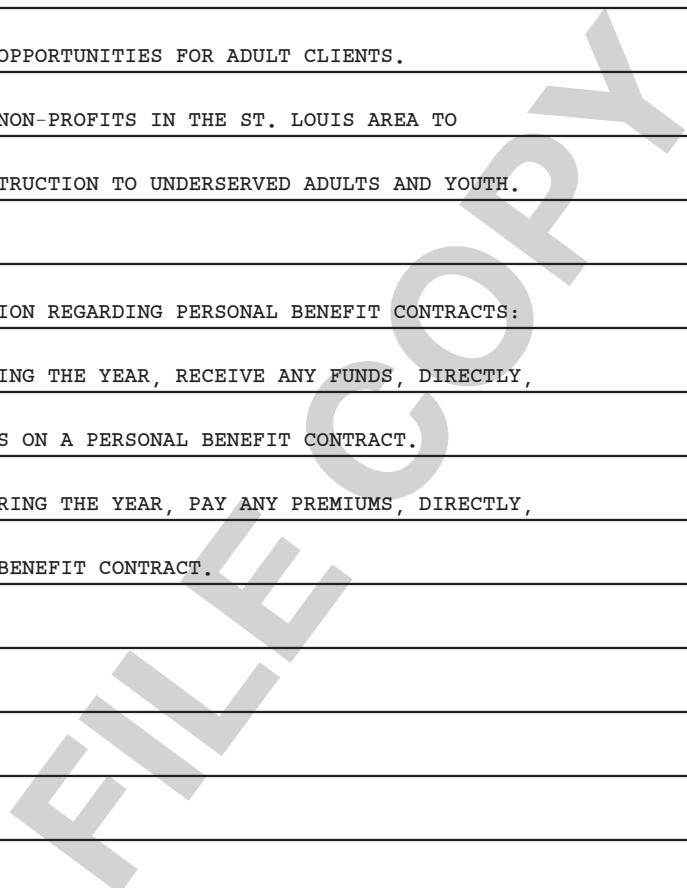 OPPORTUNITIES FOR ADULT CLIENTS.
NON-PROFITS IN THE ST. LOUIS AREA TO
TRUCTION TO UNDERSERVED ADULTS AND YOUTH.
ION REGARDING PERSONAL BENEFIT CONTRACTS:
ING THE YEAR, RECEIVE ANY FUNDS, DIRECTLY,
S ON A PERSONAL BENEFIT CONTRACT.
RING THE YEAR, PAY ANY PREMIUMS, DIRECTLY,
BENEFIT CONTRACT.
FILE COPY